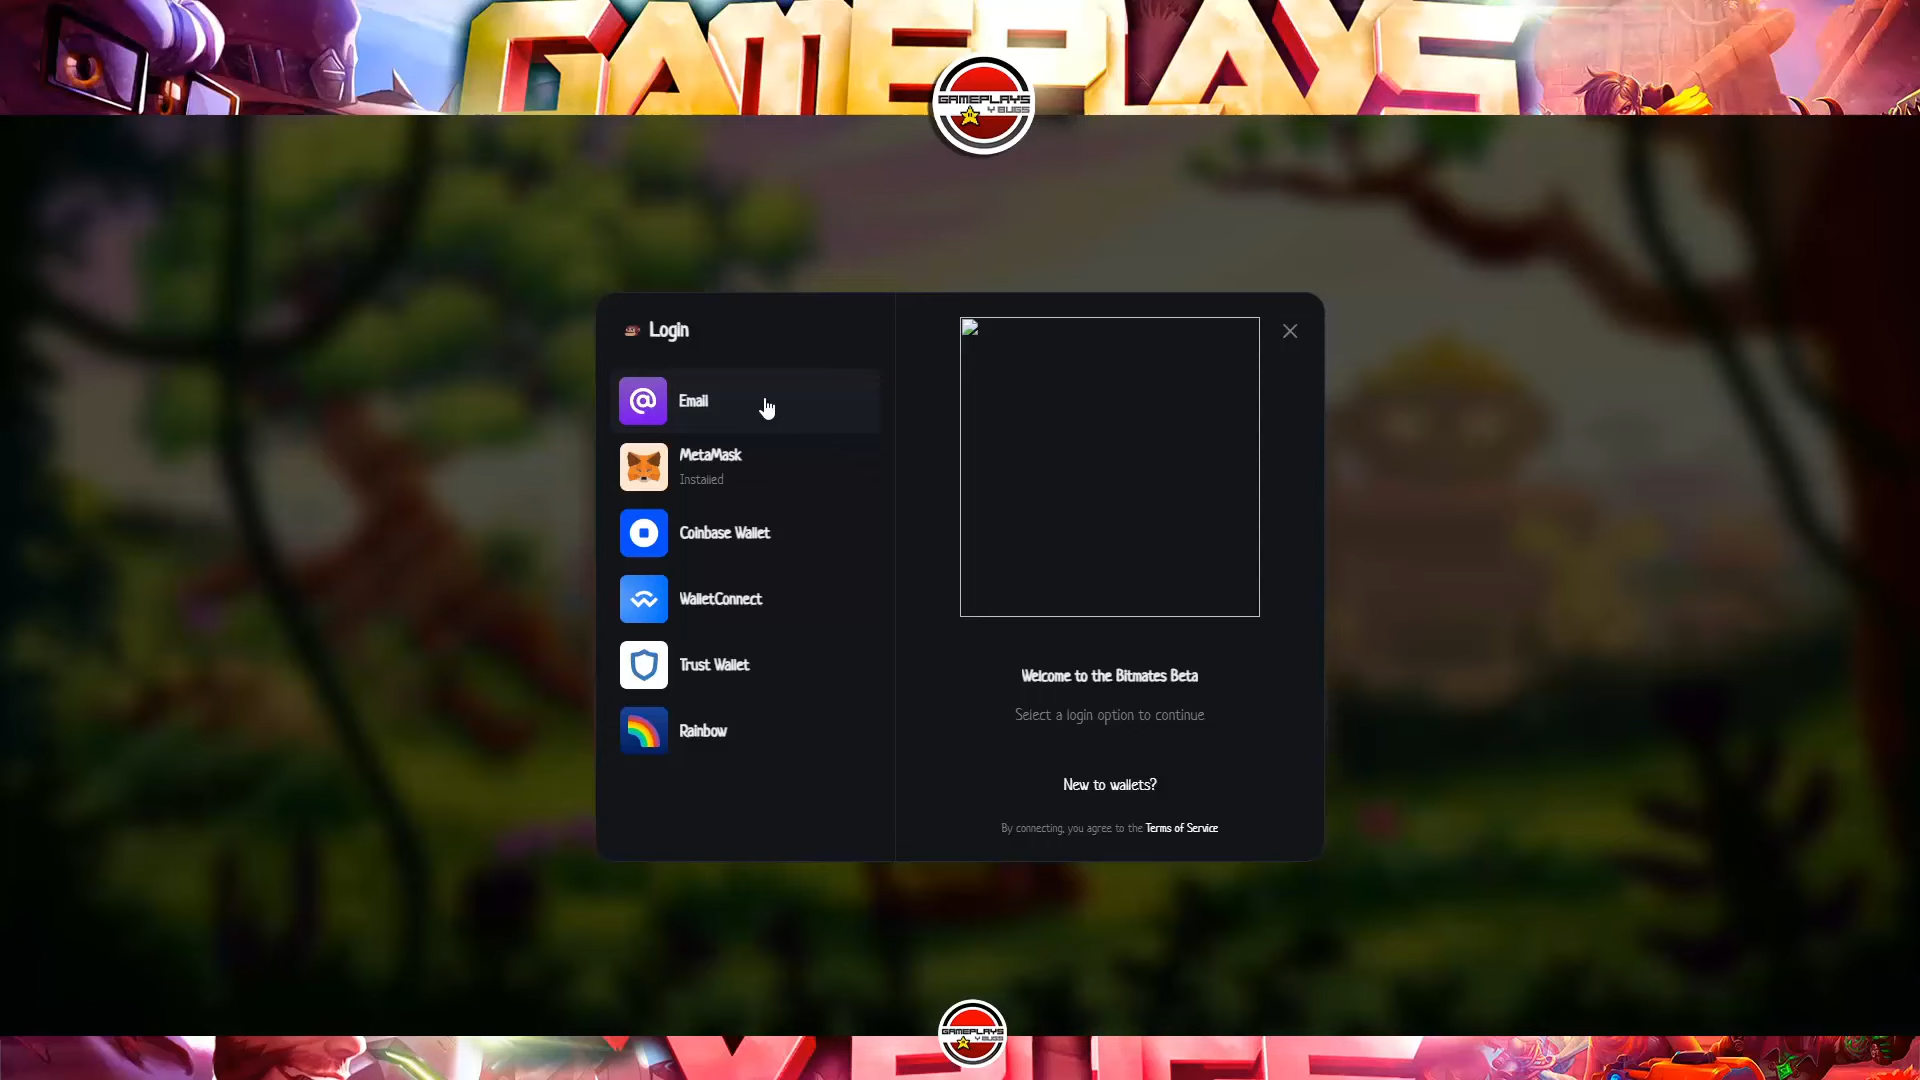 GAMEPLAYS
GAMEPLAYS
Y BUGS
Login
Email
MetaMask
Installed
Coinbase Wallet
WalletConnect
Trust Wallet
Rainbow
Welcome to the Bitmates Beta
Select a login option to continue
New to wallets?
By connecting, you agree to the Terms of Service
GAMEPLAYS
Y BUGS